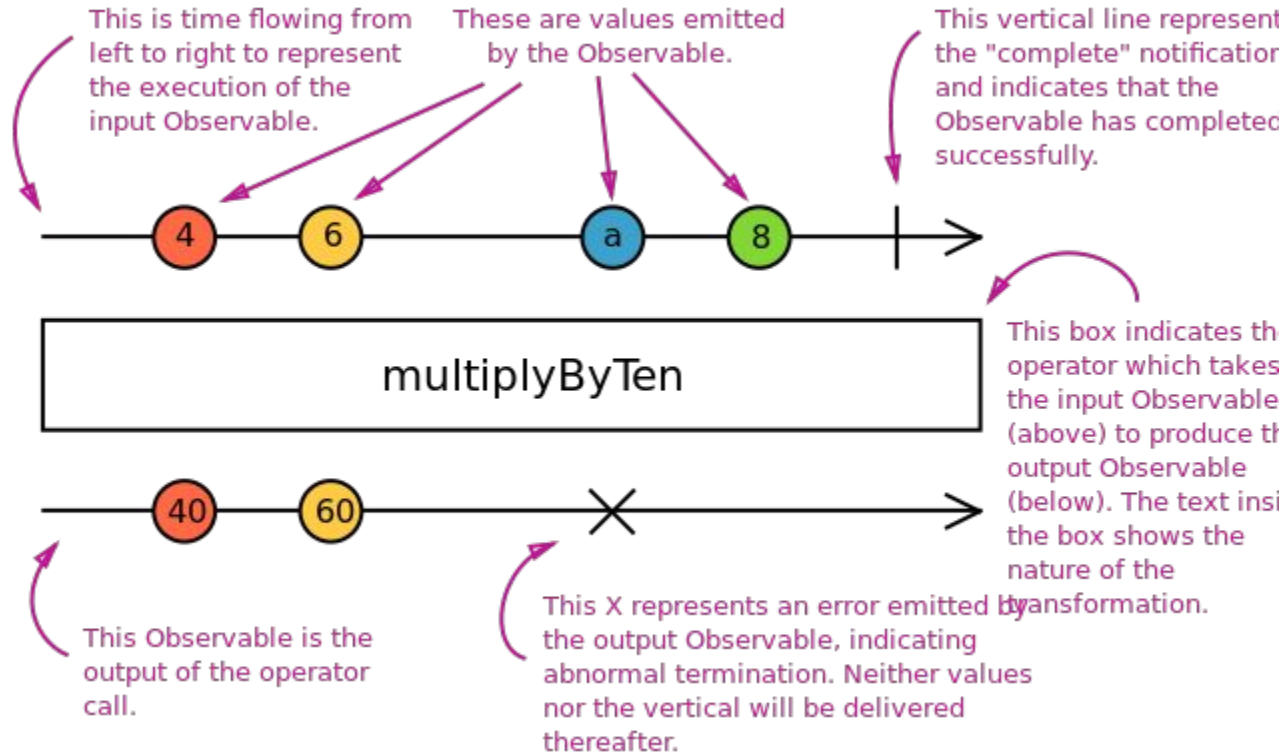 This is time flowing from
left to right to represent
the execution of the
input Observable.
These are values emitted
by the Observable.
This vertical line represent
the "complete" notification
and indicates that the
Observable has completed
successfully.
4
6
a
8
multiplyByTen
This box indicates the
operator which takes
the input Observable
(above) to produce th
output Observable
(below). The text insi
the box shows the
nature of the
transformation.
40
60
This Observable is the
output of the operator
call.
This X represents an error emitted by
the output Observable, indicating
abnormal termination. Neither values
nor the vertical will be delivered
thereafter.